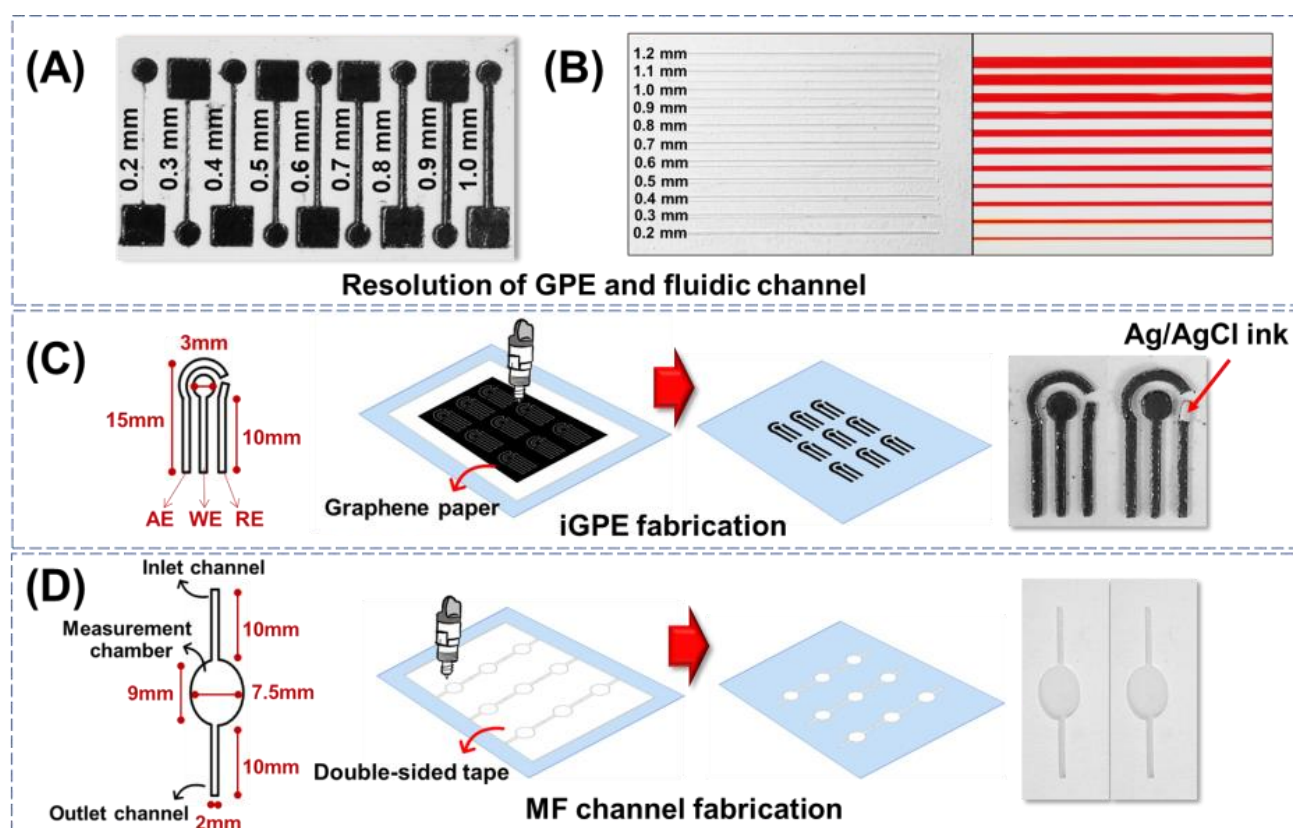 (A)
0.2 mm
0.3 mm
0.4 mm
0.5 mm
0.6 mm
0.7 mm
0.8 mm
0.9 mm
1.0 mm
(B)
1.2 mm
1.1 mm
1.0 mm
0.9 mm
0.8 mm
0.7 mm
0.6 mm
0.5 mm
0.4 mm
0.3 mm
0.2 mm
Resolution of GPE and fluidic channel
(C)
3mm
15mm
10mm
AE WE RE
Graphene paper
iGPE fabrication
Ag/AgCl ink
(D)
Inlet channel
Measurement
chamber
10mm
9mm
7.5mm
10mm
Outlet channel
2mm
Double-sided tape
MF channel fabrication